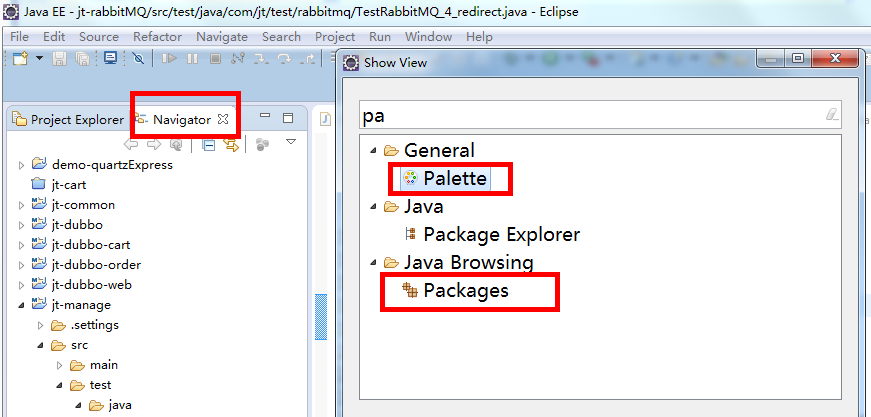 Java EE - jt-rabbitMQ/src/test/java/com/jt/test/rabbitmq/TestRabbitMQ_4_redirect.java - Eclipse
File Edit Source Refactor Navigate Search Project Run Window Help
Show View
Project Explorer Navigator
pa
General
Palette
Java
Package Explorer
Java Browsing
Packages
demo-quartzExpress
jt-cart
jt-common
jt-dubbo
jt-dubbo-cart
jt-dubbo-order
jt-dubbo-web
jt-manage
.settings
src
main
test
java